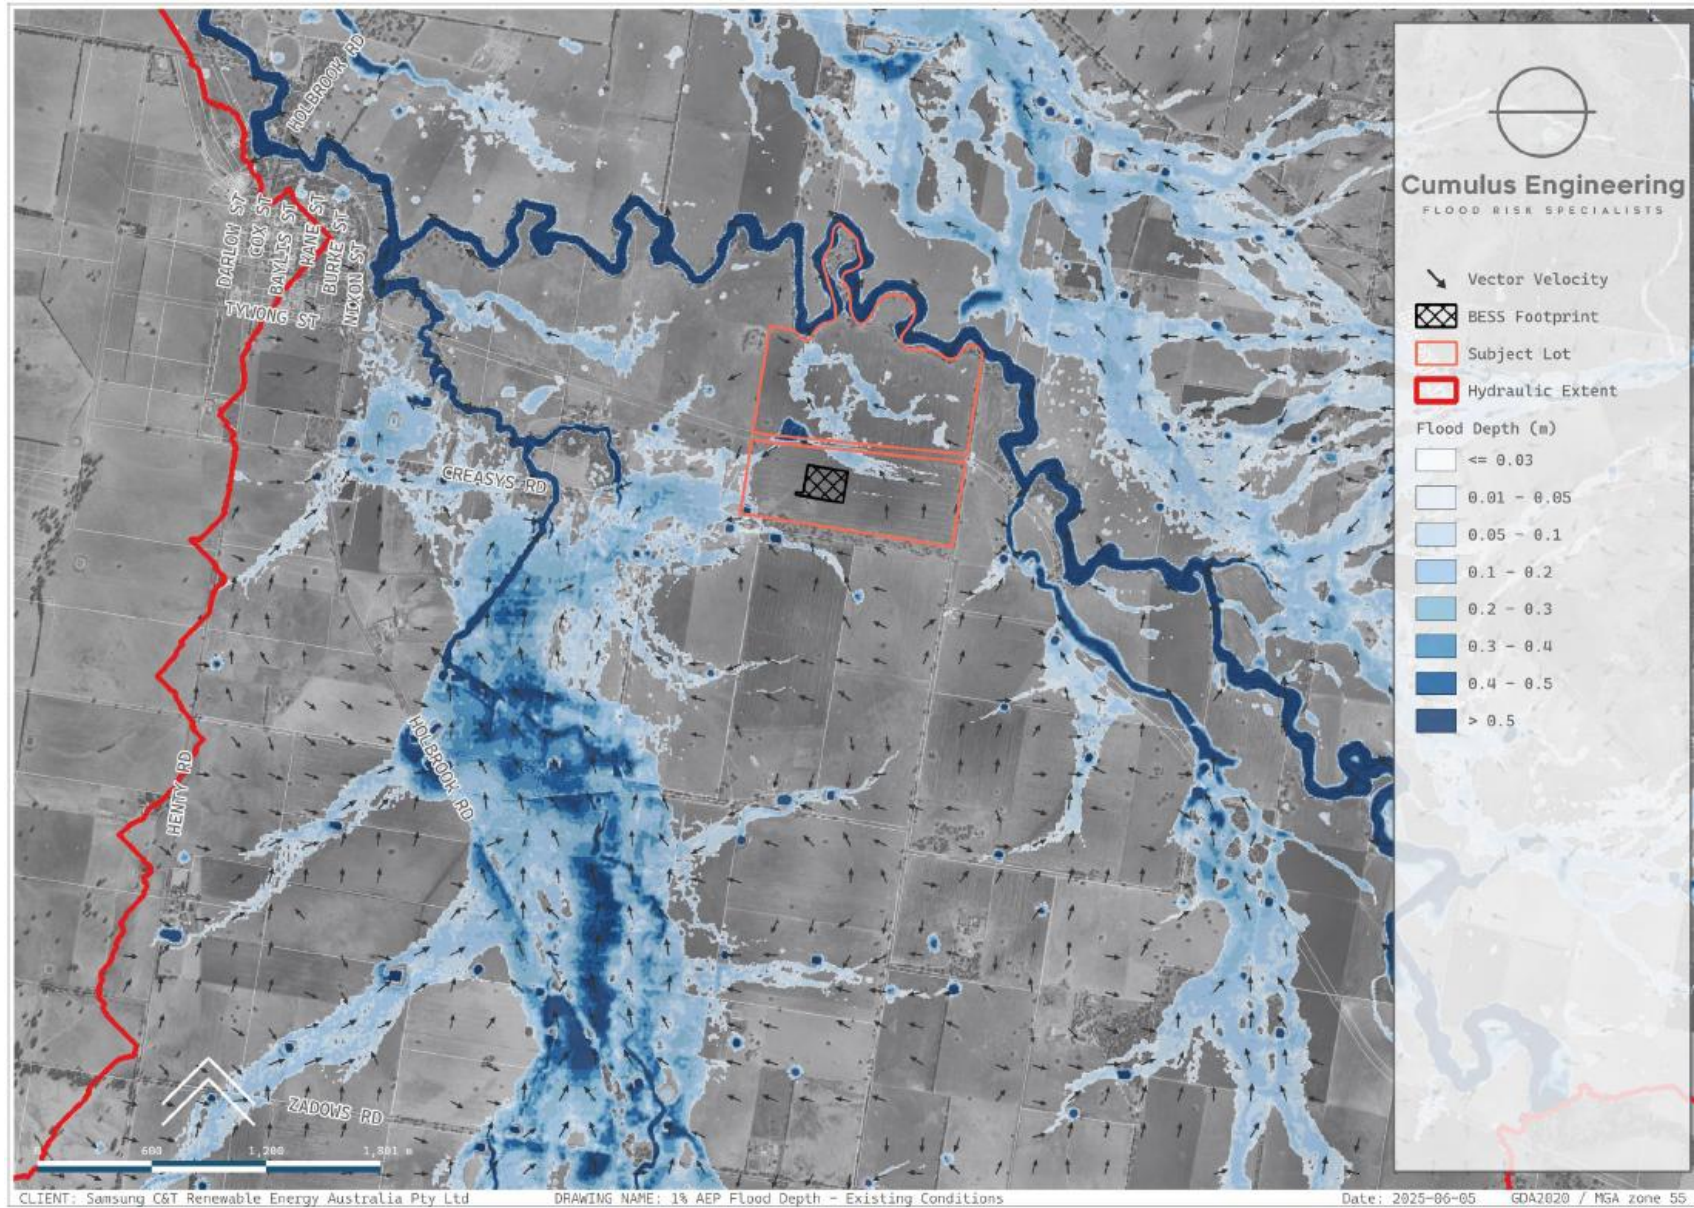 HOLBROOK RD
DARLOW ST
COX ST
BAYLIS ST
KANE ST
BURKE ST
NIXON ST
TYWONG ST
CREASYS RD
HOLBROOK RD
HENTY RD
ZADOWS RD
600 1,200 1,801 m
Cumulus Engineering
FLOOD RISK SPECIALISTS
Vector Velocity
BESS Footprint
Subject Lot
Hydraulic Extent
Flood Depth (m)
<= 0.03
0.01 - 0.05
0.05 - 0.1
0.1 - 0.2
0.2 - 0.3
0.3 - 0.4
0.4 - 0.5
> 0.5
CLIENT: Samsung C&T Renewable Energy Australia Pty Ltd DRAWING NAME: 1% AEP Flood Depth - Existing Conditions Date: 2025-06-05 GDA2020 / MGA zone 55